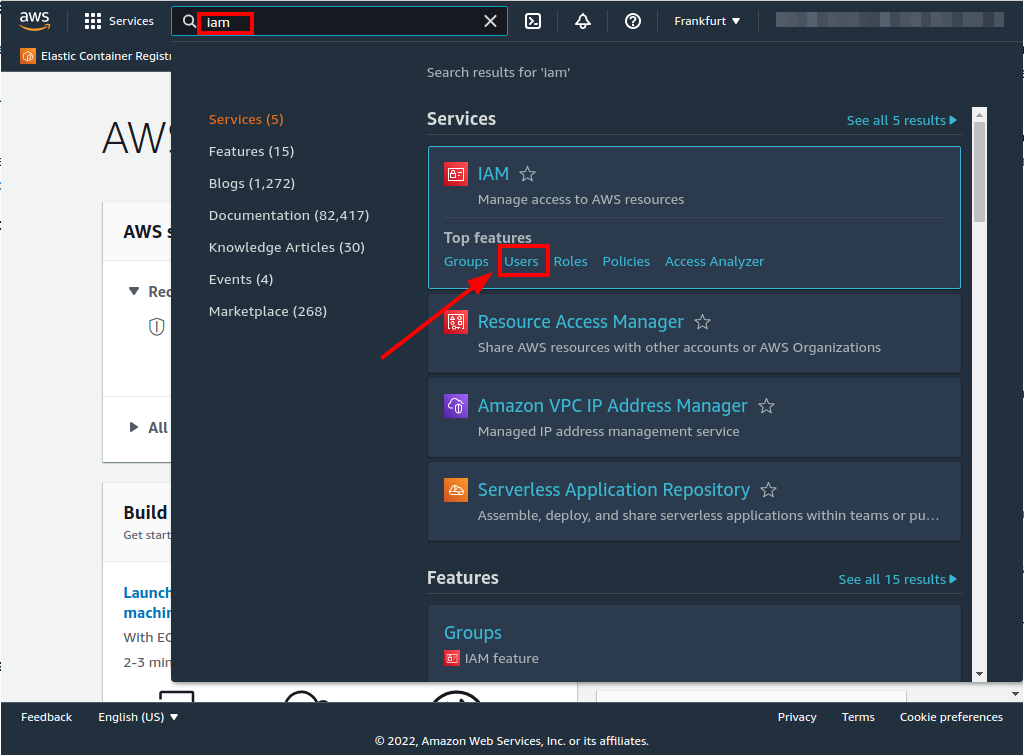 aws
Services
iam
Frankfurt
Elastic Container Registr
Search results for 'iam'
Services (5)
Features (15)
Blogs (1,272)
Documentation (82,417)
Knowledge Articles (30)
Events (4)
Marketplace (268)
Services
See all 5 results
IAM
Manage access to AWS resources
Top features
Groups Users Roles Policies Access Analyzer
Resource Access Manager
Share AWS resources with other accounts or AWS Organizations
Amazon VPC IP Address Manager
Managed IP address management service
Serverless Application Repository
Assemble, deploy, and share serverless applications within teams or pu…
Features
See all 15 results
Groups
IAM feature
AWS
AWS s
Rec
All
Build
Get start
Launch
machin
With EC
2-3 min
Feedback English (US)
Privacy Terms Cookie preferences
© 2022, Amazon Web Services, Inc. or its affiliates.